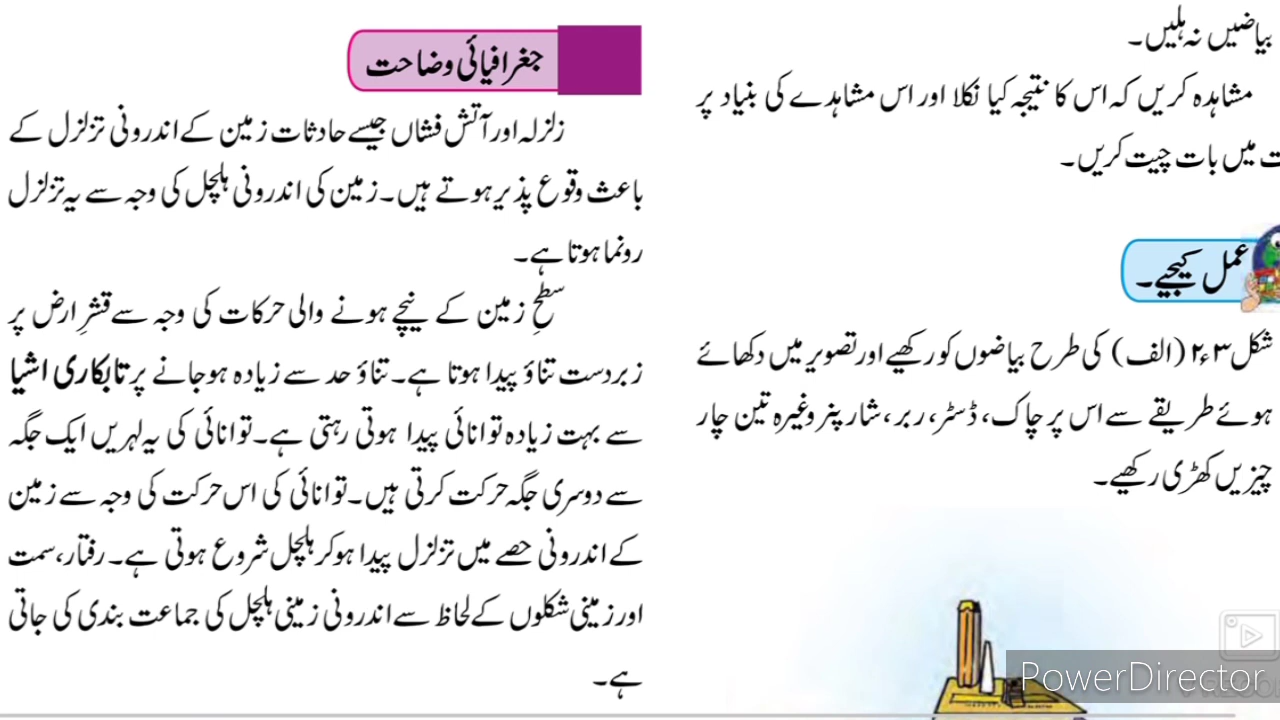 بیاضیں نہ ہلیں۔
مشاہدہ کریں کہ اس کا نتیجہ کیا نکلا اور اس مشاہدے کی بنیاد پر
میں بات چیت کریں۔
عمل کیجیے۔
شکل ۲ء۳ (الف) کی طرح بیاضوں کو رکھیے اور تصویر میں دکھائے
ہوئے طریقے سے اس پر چاک، ڈسٹر، ربر، شارپنر وغیرہ تین چار
چیزیں کھڑی رکھیے۔
جغرافیائی وضاحت
زلزلہ اور آتش فشاں جیسے حادثات زمین کے اندرونی تزلزل کے
باعث وقوع پذیر ہوتے ہیں۔ زمین کی اندرونی ہلچل کی وجہ سے یہ تزلزل
رونما ہوتا ہے۔
سطحِ زمین کے نیچے ہونے والی حرکات کی وجہ سے قشرِ ارض پر
زبردست تناؤ پیدا ہوتا ہے۔ تناؤ حد سے زیادہ ہوجانے پر تابکاری اشیا
سے بہت زیادہ توانائی پیدا ہوتی رہتی ہے۔ توانائی کی یہ لہریں ایک جگہ
سے دوسری جگہ حرکت کرتی ہیں۔ توانائی کی اس حرکت کی وجہ سے زمین
کے اندرونی حصے میں تزلزل پیدا ہوکر ہلچل شروع ہوتی ہے۔ رفتار، سمت
اور زمینی شکلوں کے لحاظ سے اندرونی زمینی ہلچل کی جماعت بندی کی جاتی
ہے۔
PowerDirector